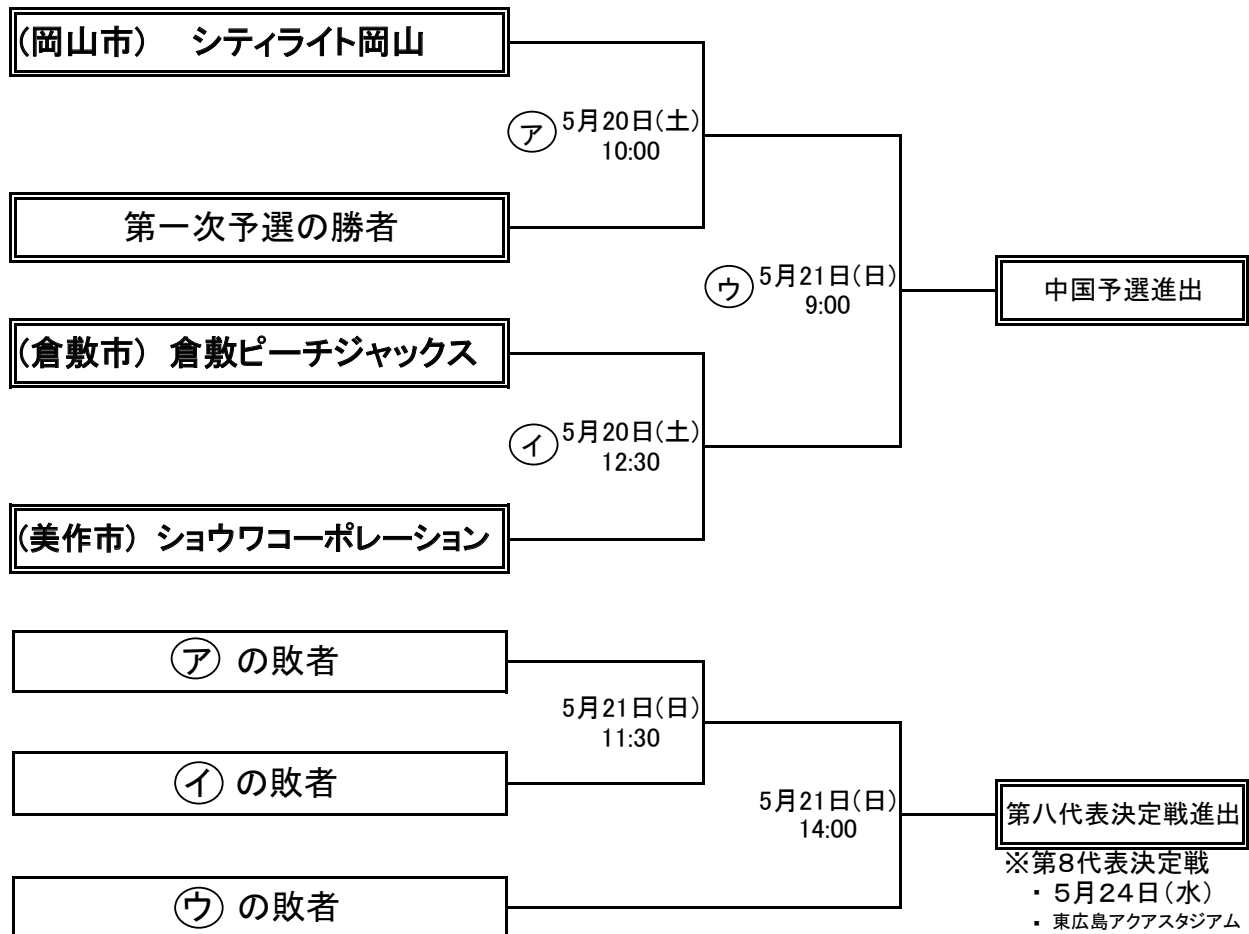 (岡山市)　シティライト岡山
ア 5月20日(土)
10:00
第一次予選の勝者
ウ 5月21日(日)
9:00
中国予選進出
(倉敷市) 倉敷ピーチジャックス
イ 5月20日(土)
12:30
(美作市) ショウワコーポレーション
ア の敗者
5月21日(日)
11:30
イ の敗者
5月21日(日)
14:00
第八代表決定戦進出
※第8代表決定戦
・ 5月24日(水)
・ 東広島アクアスタジアム
ウ の敗者